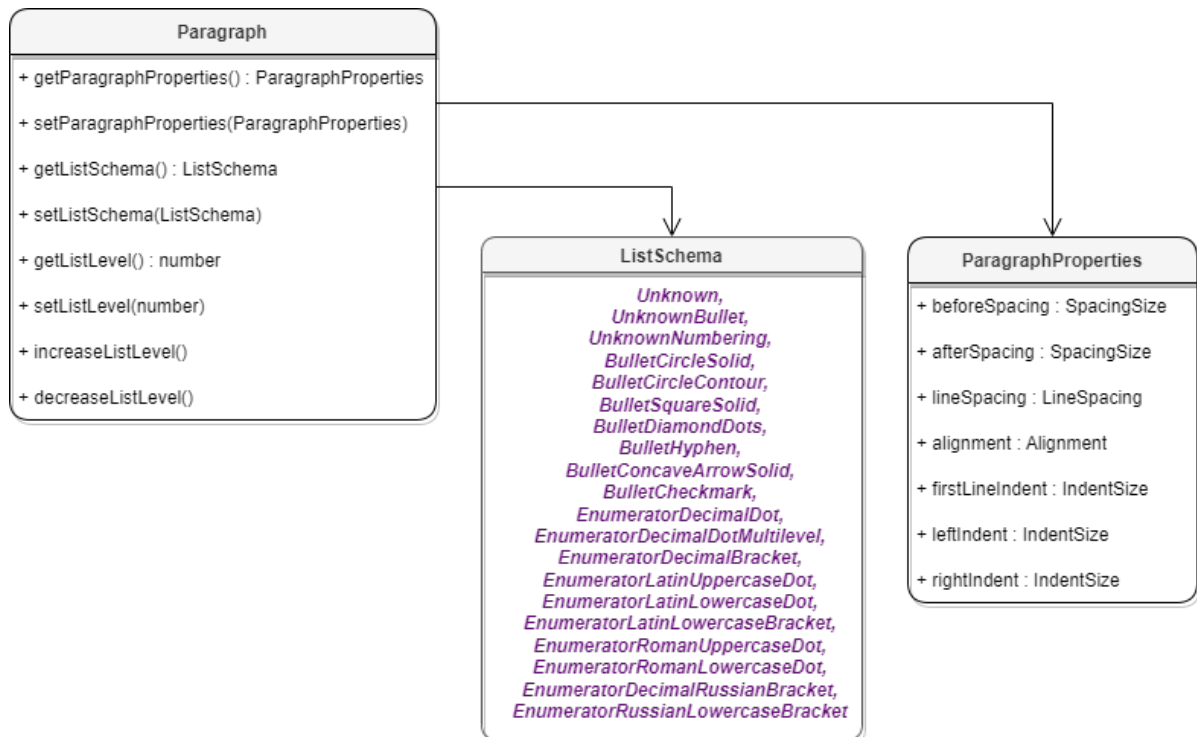 Paragraph
+ getParagraphProperties() : ParagraphProperties
+ setParagraphProperties(ParagraphProperties)
+ getListSchema() : ListSchema
+ setListSchema(ListSchema)
+ getListLevel() : number
+ setListLevel(number)
+ increaseListLevel()
+ decreaseListLevel()
ListSchema
Unknown,
UnknownBullet,
UnknownNumbering,
BulletCircleSolid,
BulletCircleContour,
BulletSquareSolid,
BulletDiamondDots,
BulletHyphen,
BulletConcaveArrowSolid,
BulletCheckmark,
EnumeratorDecimalDot,
EnumeratorDecimalDotMultilevel,
EnumeratorDecimalBracket,
EnumeratorLatinUppercaseDot,
EnumeratorLatinLowercaseDot,
EnumeratorLatinLowercaseBracket,
EnumeratorRomanUppercaseDot,
EnumeratorRomanLowercaseDot,
EnumeratorDecimalRussianBracket,
EnumeratorRussianLowercaseBracket
ParagraphProperties
+ beforeSpacing : SpacingSize
+ afterSpacing : SpacingSize
+ lineSpacing : LineSpacing
+ alignment : Alignment
+ firstLineIndent : IndentSize
+ leftIndent : IndentSize
+ rightIndent : IndentSize